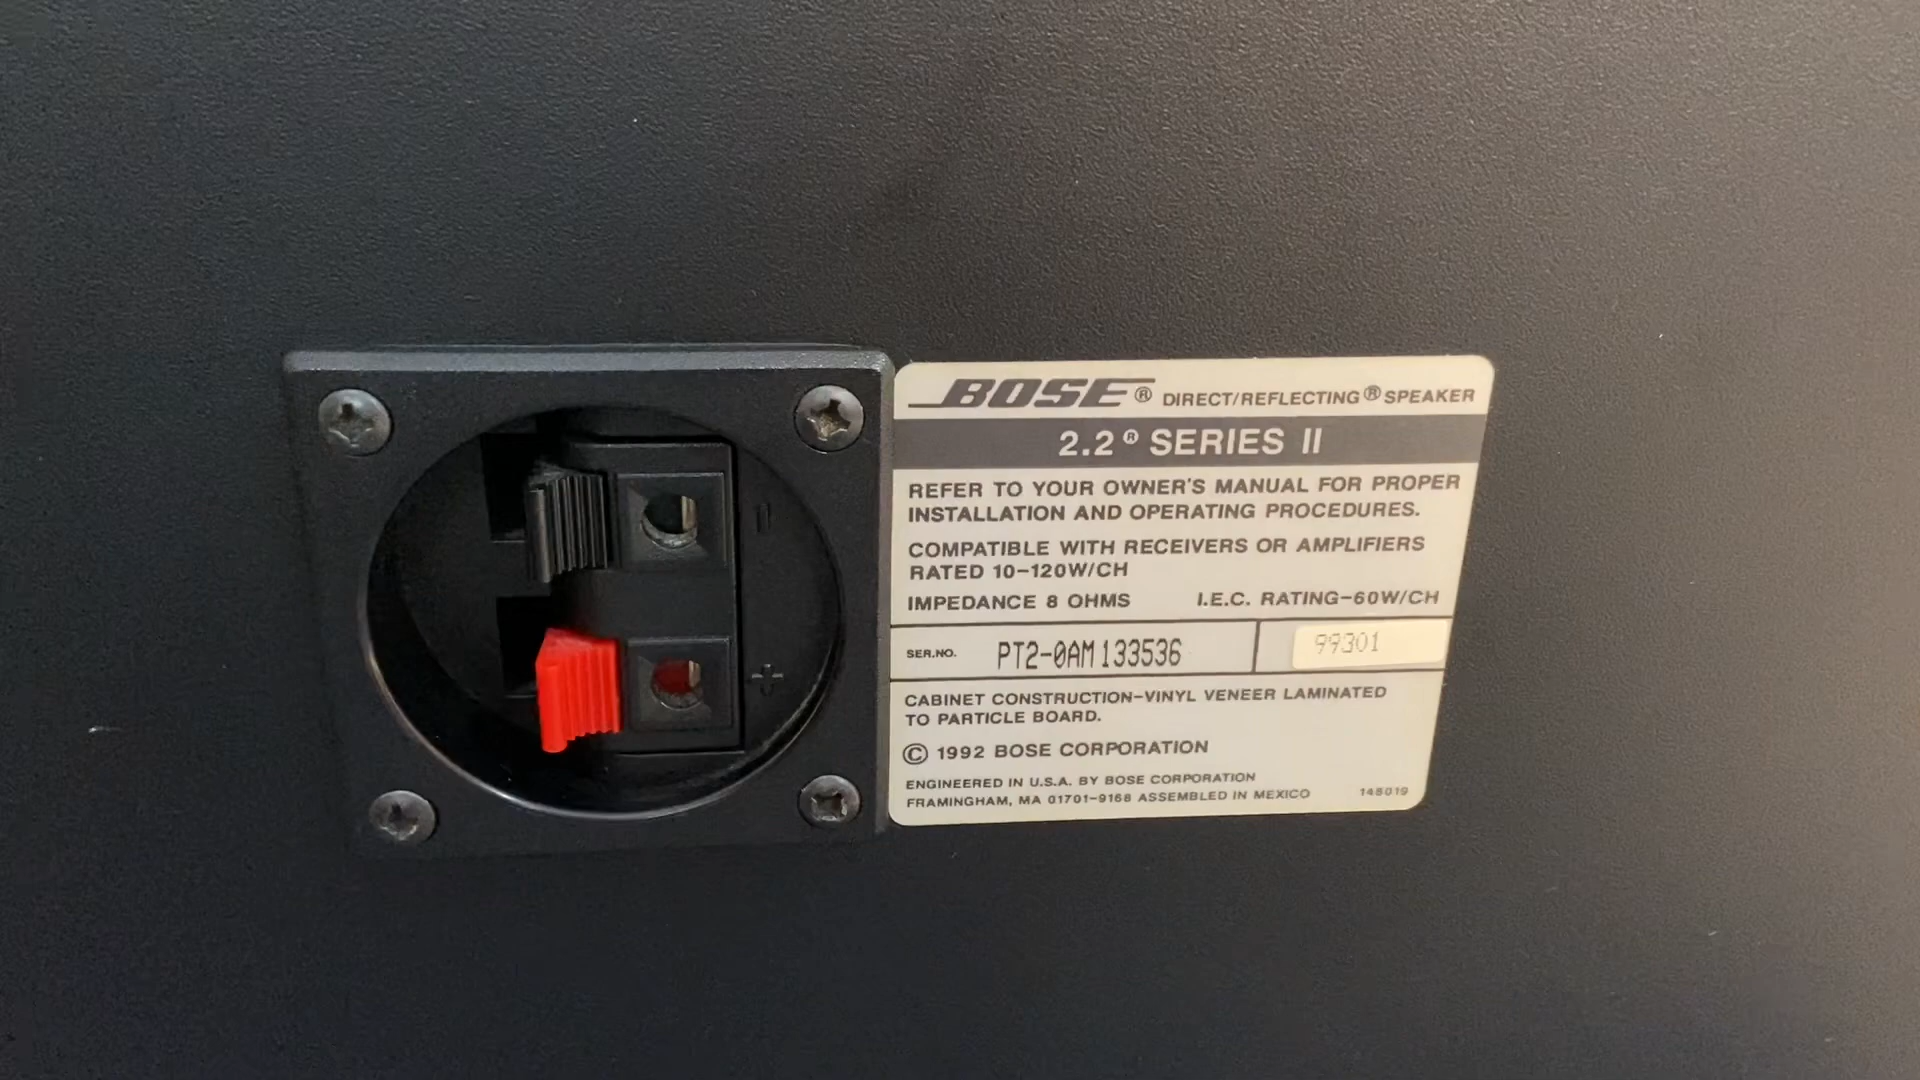 BOSE® DIRECT/REFLECTING® SPEAKER
2.2® SERIES II
REFER TO YOUR OWNER'S MANUAL FOR PROPER
INSTALLATION AND OPERATING PROCEDURES.
COMPATIBLE WITH RECEIVERS OR AMPLIFIERS
RATED 10-120W/CH
IMPEDANCE 8 OHMS I.E.C. RATING-60W/CH
SER.NO. PT2-0AM133536 99301
CABINET CONSTRUCTION-VINYL VENEER LAMINATED
TO PARTICLE BOARD.
© 1992 BOSE CORPORATION
ENGINEERED IN U.S.A. BY BOSE CORPORATION
FRAMINGHAM, MA 01701-9168 ASSEMBLED IN MEXICO 148019
-
+